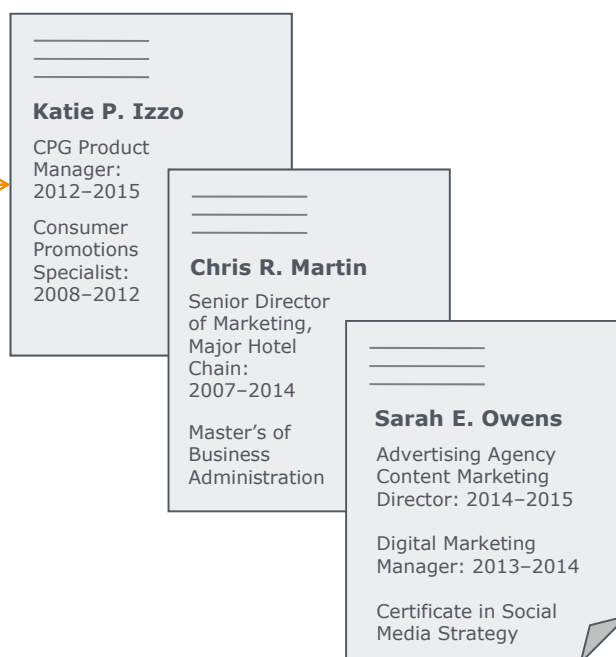 Katie P. Izzo
CPG Product
Manager:
2012–2015
Consumer
Promotions
Specialist:
2008–2012
Chris R. Martin
Senior Director
of Marketing,
Major Hotel
Chain:
2007–2014
Master’s of
Business
Administration
Sarah E. Owens
Advertising Agency
Content Marketing
Director: 2014–2015
Digital Marketing
Manager: 2013–2014
Certificate in Social
Media Strategy